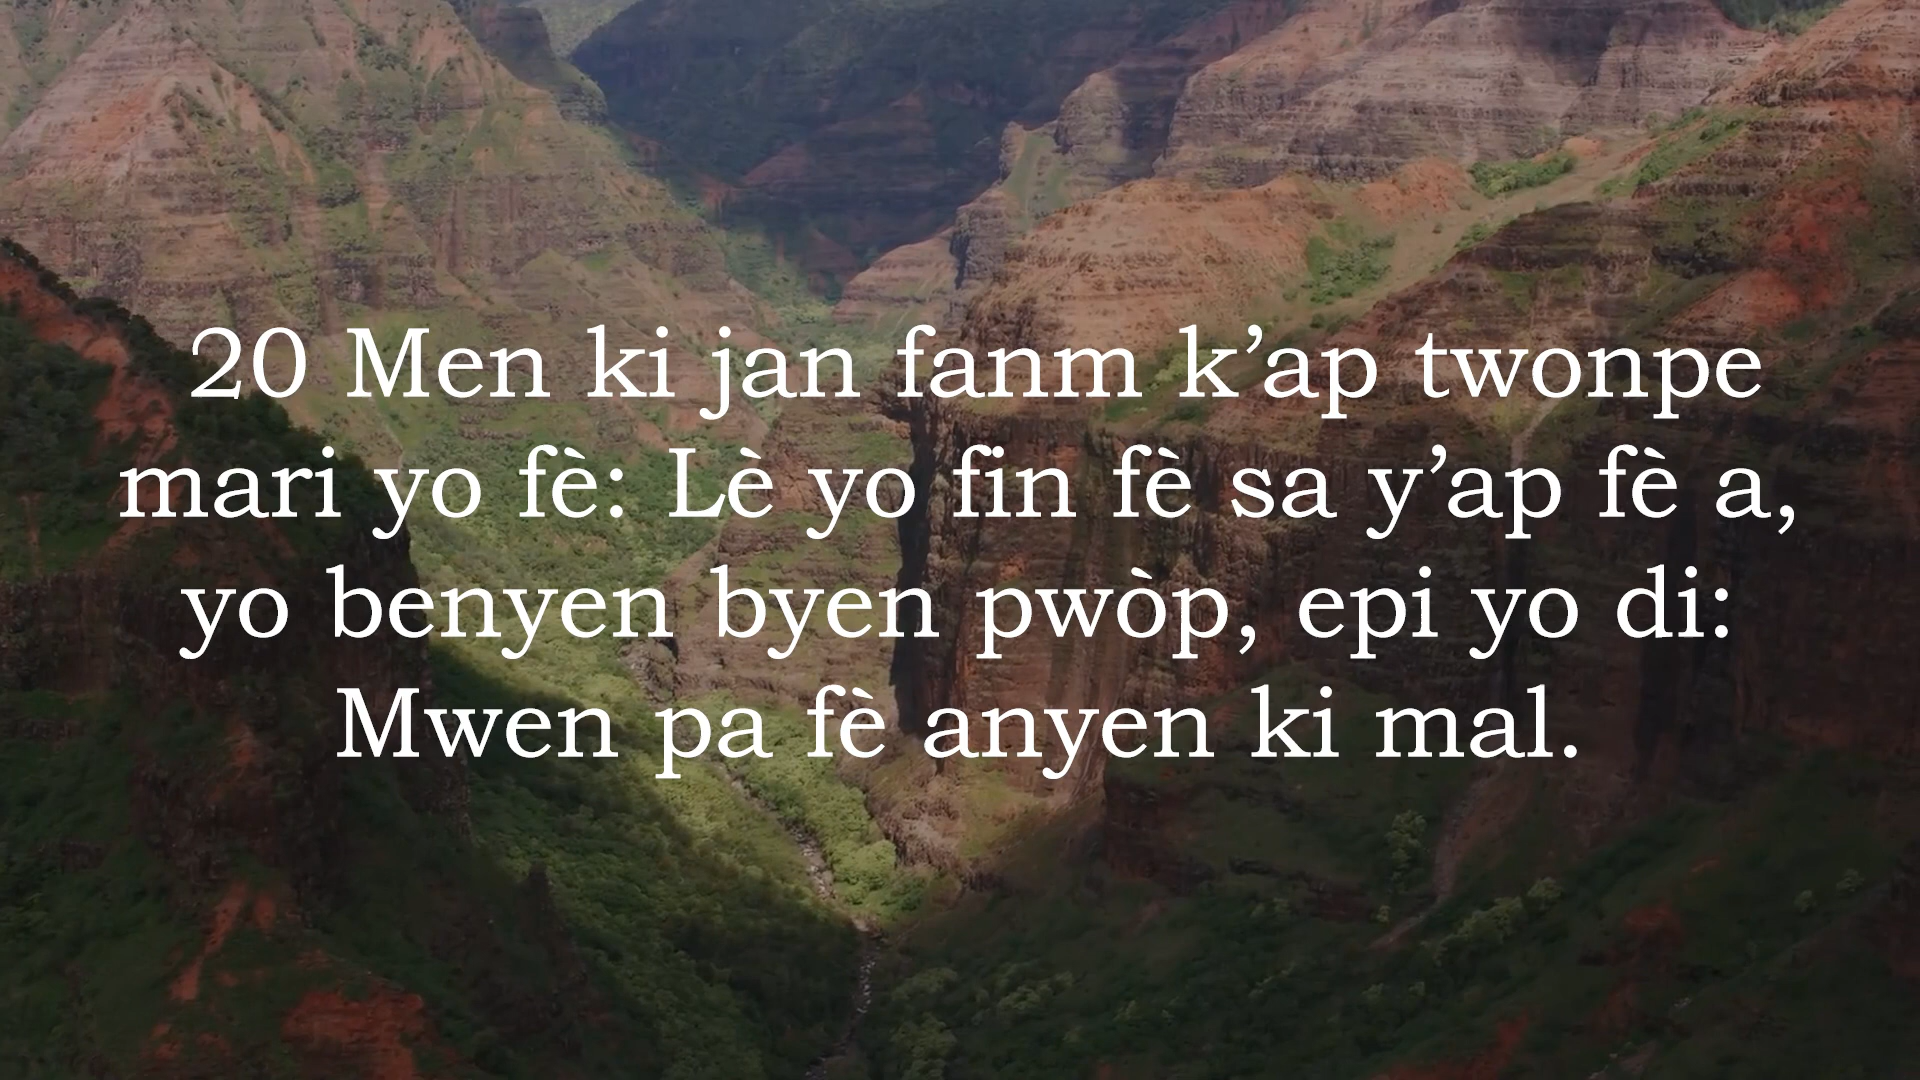 20 Men ki jan fanm k’ap twonpe
mari yo fè: Lè yo fin fè sa y’ap fè a,
yo benyen byen pwòp, epi yo di:
Mwen pa fè anyen ki mal.